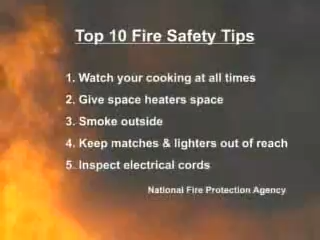 Top 10 Fire Safety Tips
1. Watch your cooking at all times
2. Give space heaters space
3. Smoke outside
4. Keep matches & lighters out of reach
5. Inspect electrical cords
National Fire Protection Agency